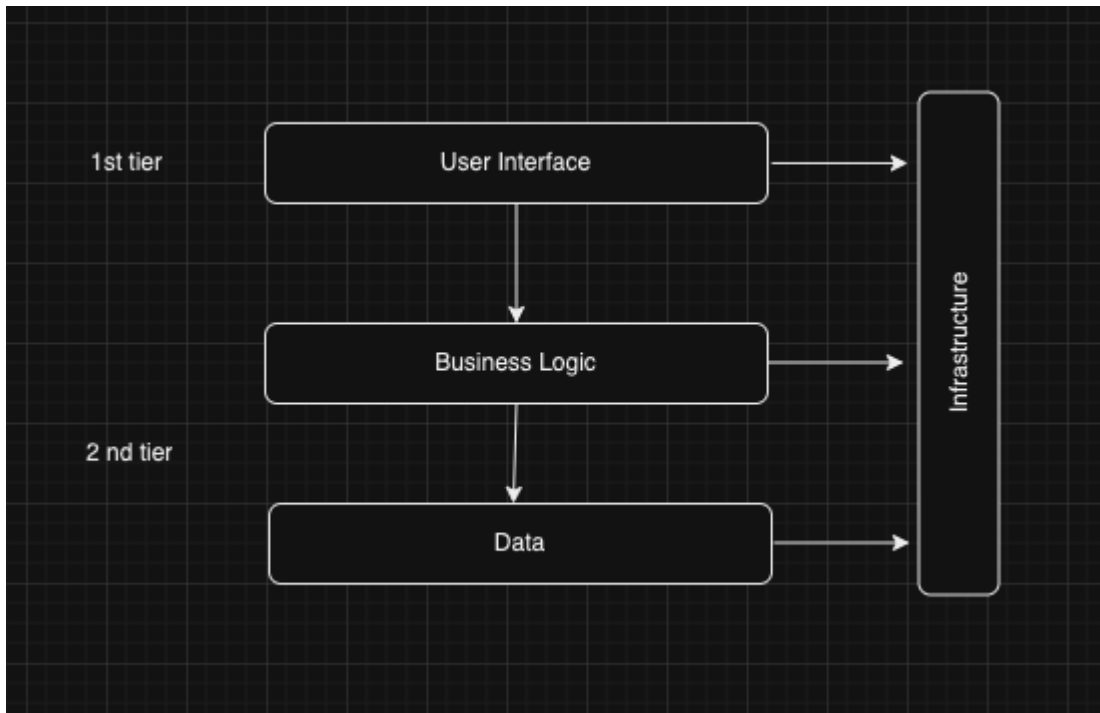 1st tier
User Interface
Business Logic
Infrastructure
2 nd tier
Data